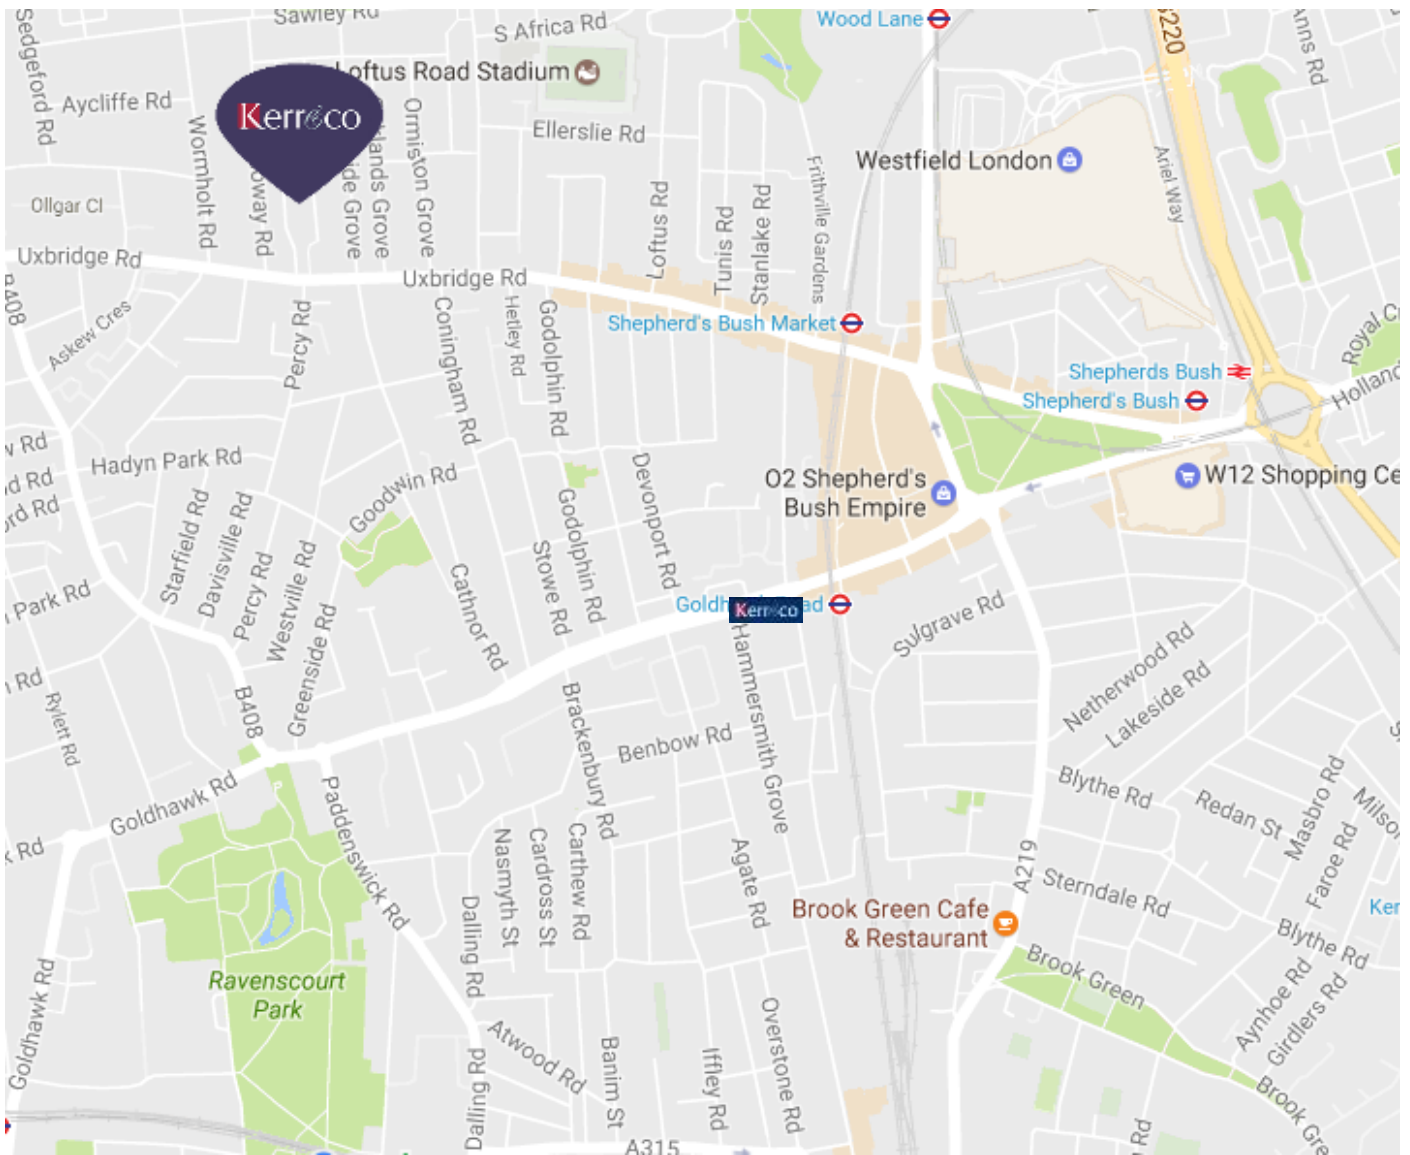 Sawley Rd
S Africa Rd
Wood Lane
Sedgeford Rd
Loftus Road Stadium
Anns Rd
Aycliffe Rd
Kerr&co
Ormiston Grove
Ellerslie Rd
Wormholt Rd
Westfield London
Ariel Way
Frithville Gardens
Ollgar Cl
Loftus Rd
Tunis Rd
Stanlake Rd
Uxbridge Rd
Uxbridge Rd
B408
Askew Cres
Percy Rd
Coningham Rd
Hetley Rd
Godolphin Rd
Shepherd's Bush Market
Shepherds Bush
Shepherd's Bush
Hadyn Park Rd
Goodwin Rd
Devonport Rd
O2 Shepherd's
Bush Empire
W12 Shopping Ce
Starfield Rd
Davisville Rd
Percy Rd
Westville Rd
Greenside Rd
Cathnor Rd
Stowe Rd
Godolphin Rd
Park Rd
Kerr&co
Sulgrave Rd
Hammersmith Grove
Netherwood Rd
Lakeside Rd
Rylett Rd
B408
Brackenbury Rd
Benbow Rd
Goldhawk Rd
Paddenswick Rd
Blythe Rd
Redan St
Masbro Rd
Faroe Rd
Nasmyth St
Cardross St
Carthew Rd
Agate Rd
A219
Sterndale Rd
Dalling Rd
Brook Green Cafe
& Restaurant
Blythe Rd
Brook Green
Ravenscourt
Park
Goldhawk Rd
Aynhoe Rd
Girdlers Rd
Atwood Rd
Dalling Rd
Banim St
Iffley Rd
Overstone Rd
Brook Gre
A315
Rd